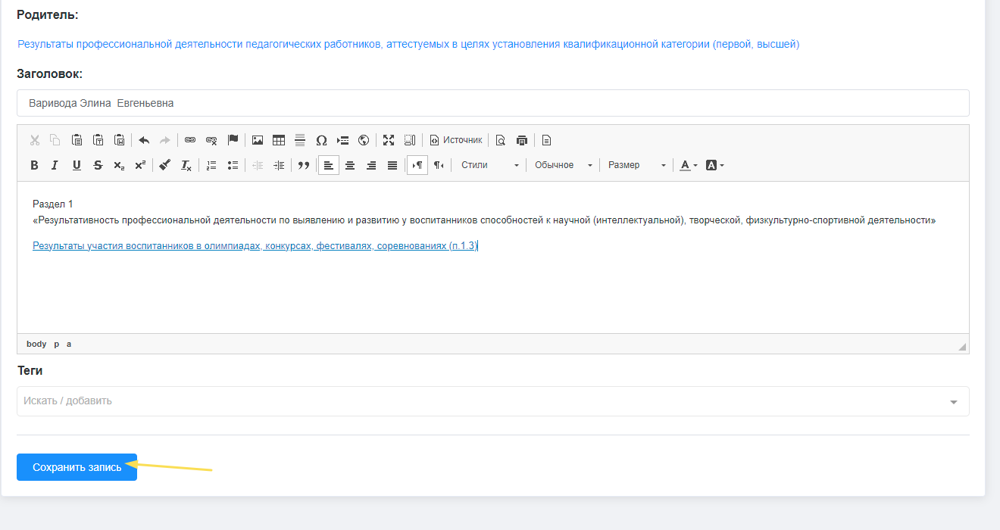 Родитель:
Результаты профессиональной деятельности педагогических работников, аттестуемых в целях установления квалификационной категории (первой, высшей)
Заголовок:
Варивода Элина  Евгеньевна
Источник
Стили
Обычное
Размер
Раздел 1
«Результативность профессиональной деятельности по выявлению и развитию у воспитанников способностей к научной (интеллектуальной), творческой, физкультурно-спортивной деятельности»
Результаты участия воспитанников в олимпиадах, конкурсах, фестивалях, соревнованиях (п.1.3)
body p a
Теги
Искать / добавить
Сохранить запись